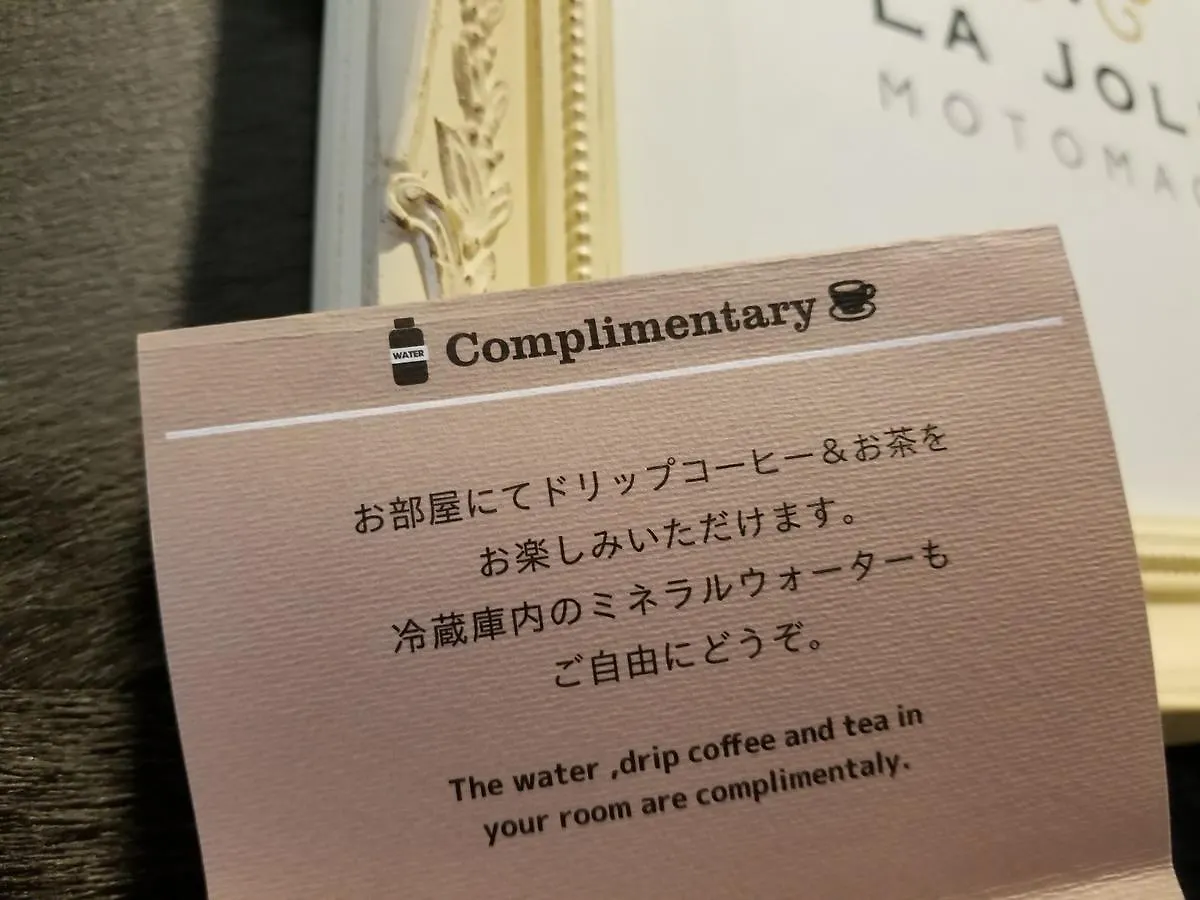 LA JOL
MOTOMA
WATER
Complimentary
お部屋にてドリップコーヒー&お茶を
お楽しみいただけます。
冷蔵庫内のミネラルウォーターも
ご自由にどうぞ。
The water ,drip coffee and tea in
your room are complimentaly.